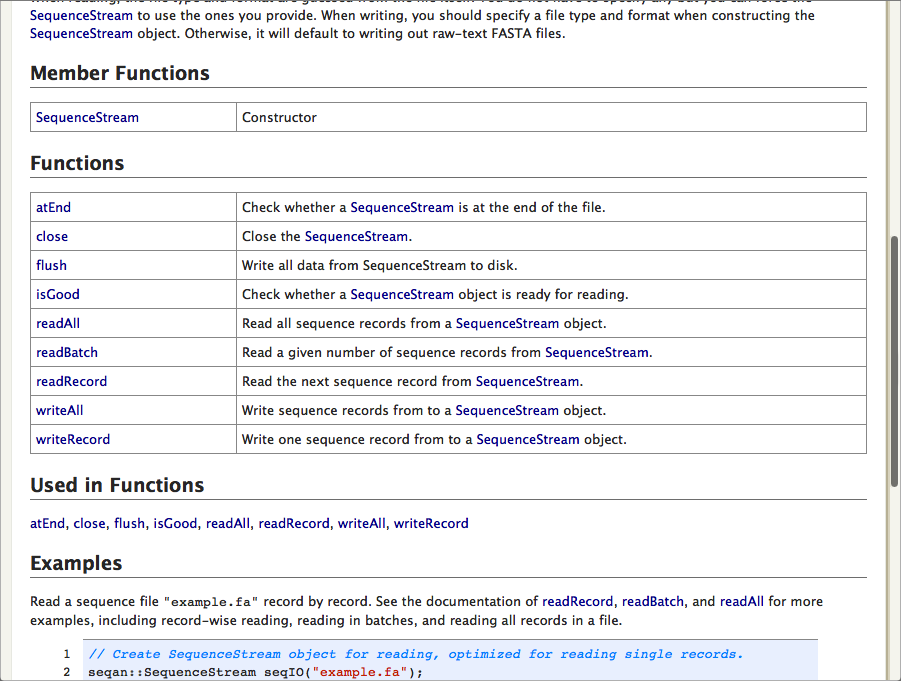 SequenceStream to use the ones you provide. When writing, you should specify a file type and format when constructing the
SequenceStream object. Otherwise, it will default to writing out raw-text FASTA files.
Member Functions
SequenceStream Constructor
Functions
atEnd Check whether a SequenceStream is at the end of the file.
close Close the SequenceStream.
flush Write all data from SequenceStream to disk.
isGood Check whether a SequenceStream object is ready for reading.
readAll Read all sequence records from a SequenceStream object.
readBatch Read a given number of sequence records from SequenceStream.
readRecord Read the next sequence record from SequenceStream.
writeAll Write sequence records from to a SequenceStream object.
writeRecord Write one sequence record from to a SequenceStream object.
Used in Functions
atEnd, close, flush, isGood, readAll, readRecord, writeAll, writeRecord
Examples
Read a sequence file "example.fa" record by record. See the documentation of readRecord, readBatch, and readAll for more
examples, including record-wise reading, reading in batches, and reading all records in a file.
1 // Create SequenceStream object for reading, optimized for reading single records.
2 seqan::SequenceStream seqIO("example.fa");